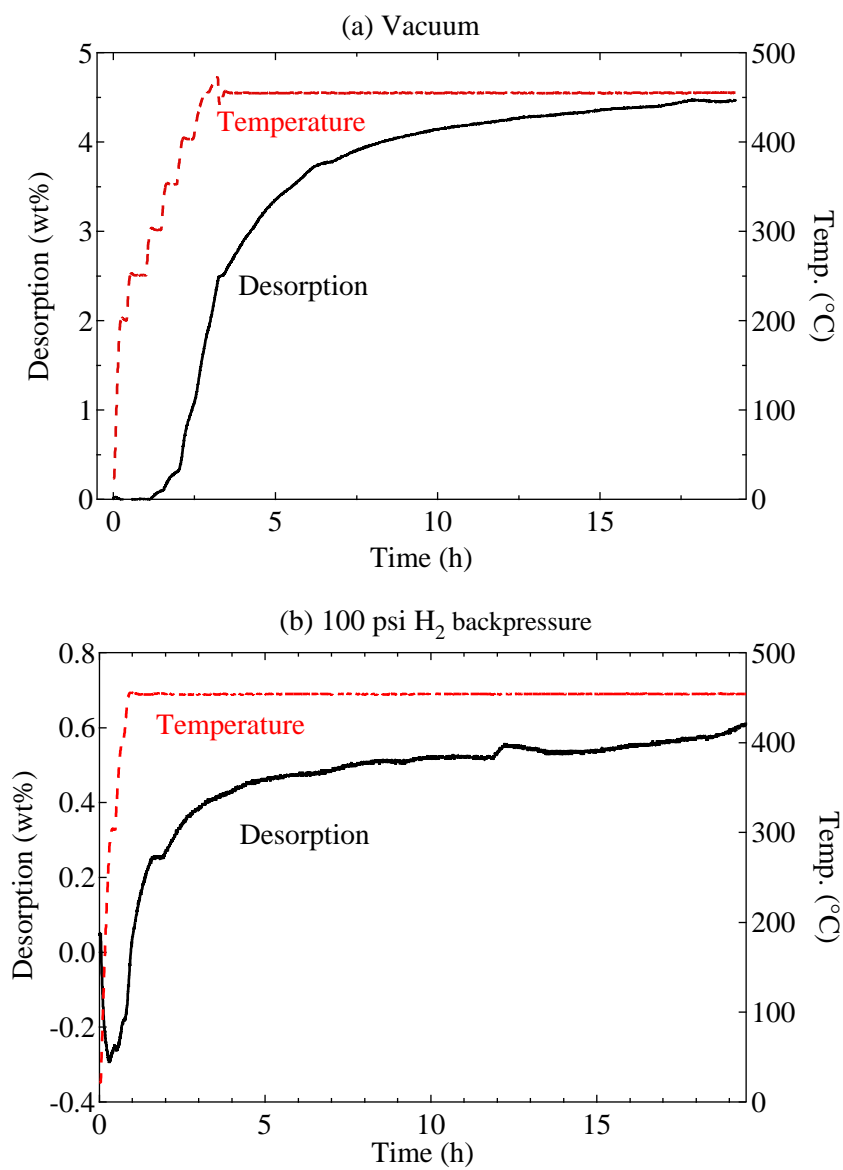 (a) Vacuum
5
4
3
2
1
0
Desorption (wt%)
500
400
300
200
100
0
Temp. (°C)
Temperature
Desorption
0
5
10
15
Time (h)
(b) 100 psi H₂ backpressure
0.8
0.6
0.4
0.2
0.0
-0.2
-0.4
Desorption (wt%)
500
400
300
200
100
0
Temp. (°C)
Temperature
Desorption
0
5
10
15
Time (h)